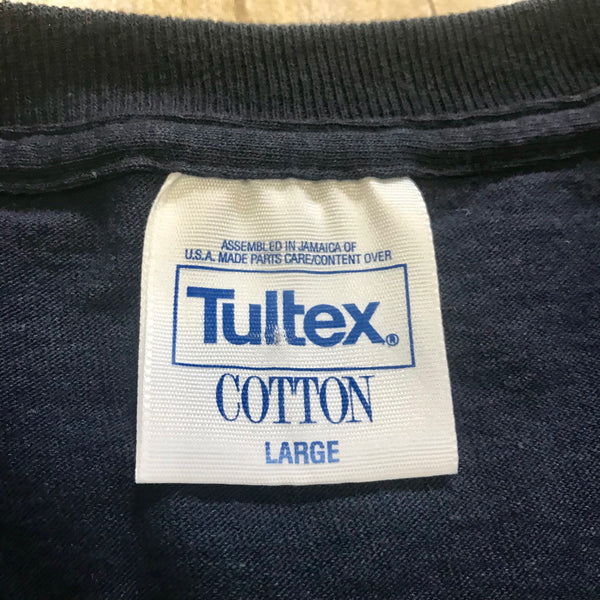 ASSEMBLED IN JAMAICA OF
U.S.A. MADE PARTS CARE/CONTENT OVER
Tultex®
COTTON
LARGE